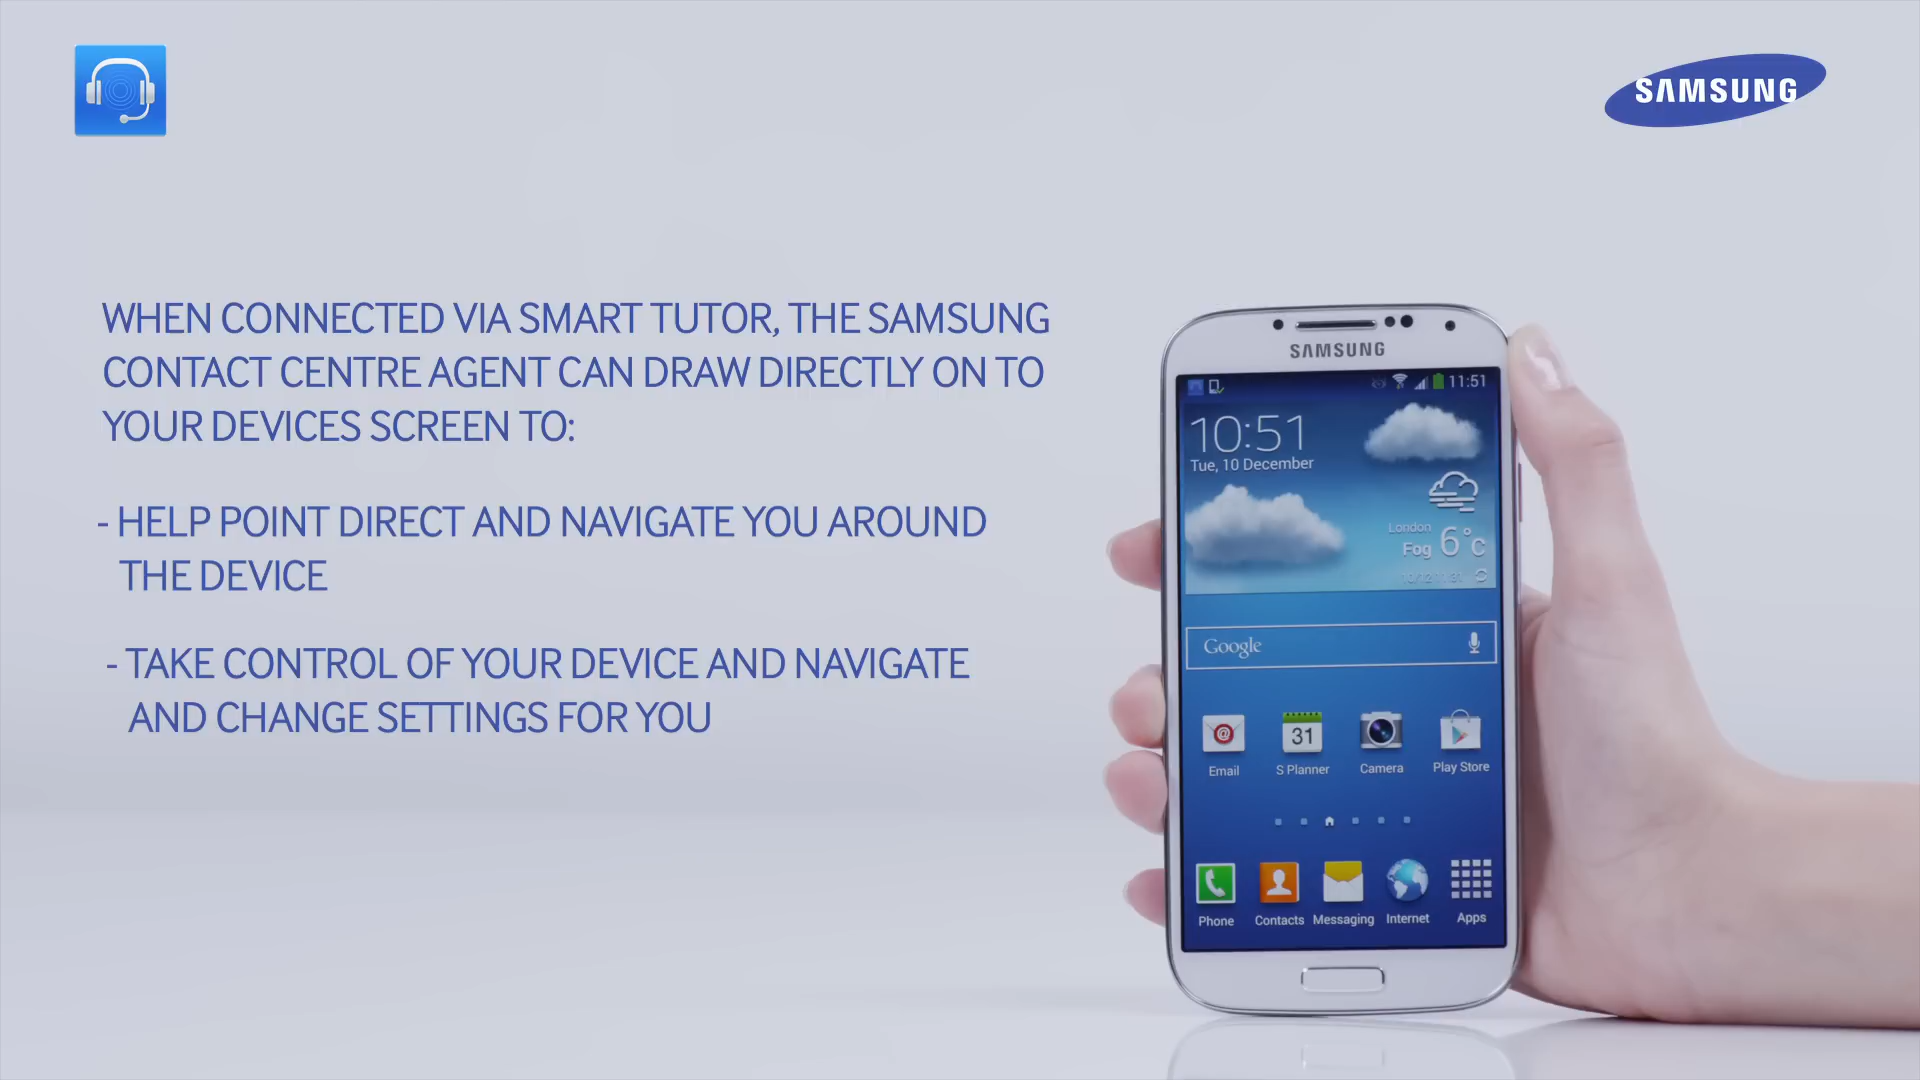 SAMSUNG
WHEN CONNECTED VIA SMART TUTOR, THE SAMSUNG
CONTACT CENTRE AGENT CAN DRAW DIRECTLY ON TO
YOUR DEVICES SCREEN TO:
- HELP POINT DIRECT AND NAVIGATE YOU AROUND
THE DEVICE
- TAKE CONTROL OF YOUR DEVICE AND NAVIGATE
AND CHANGE SETTINGS FOR YOU
SAMSUNG
11:51
10:51
Tue, 10 December
London
Fog 6°C
Google
31
Email S Planner Camera Play Store
Phone Contacts Messaging Internet Apps